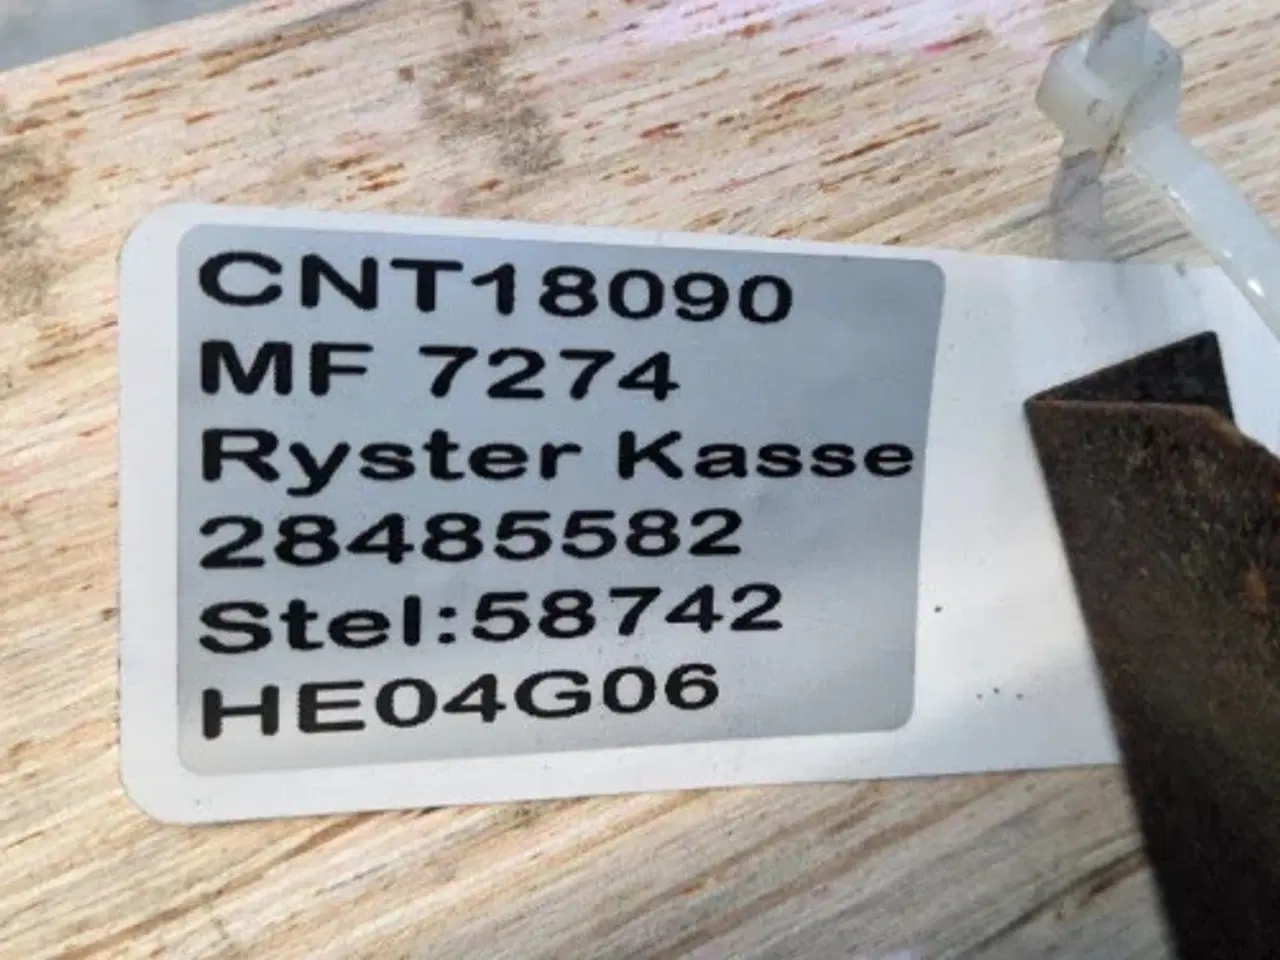 CNT18090
MF 7274
Ryster Kasse
28485582
Stel:58742
HE04G06